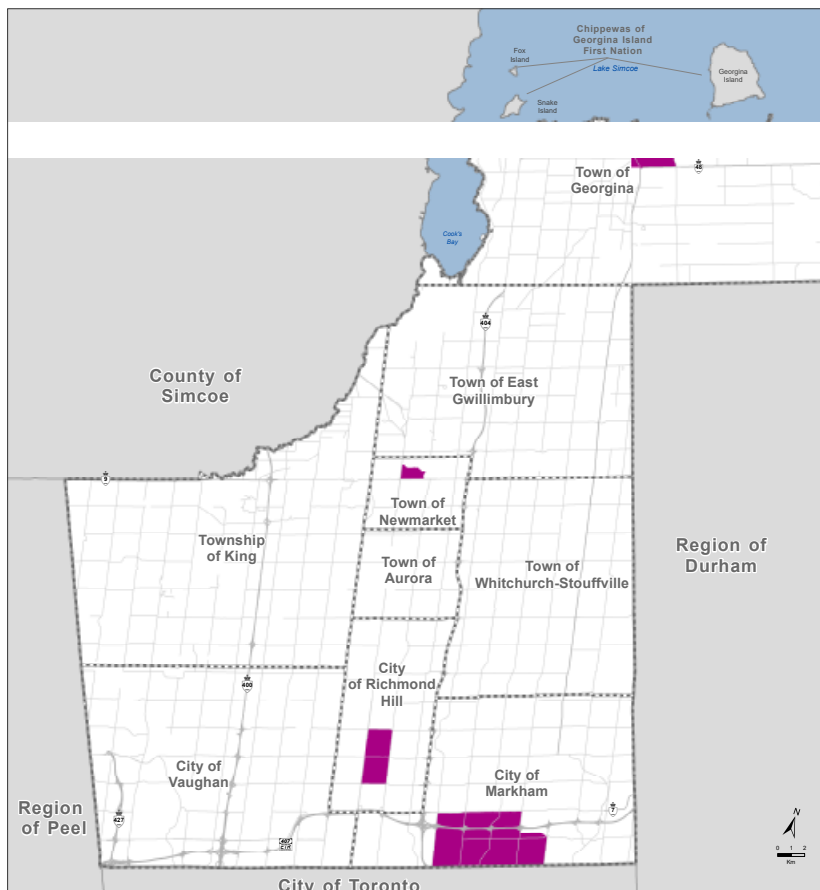 Chippewas of
Georgina Island
First Nation
Fox
Island
Lake Simcoe
Georgina
Island
Snake
Island
Town of
Georgina
48
Cook's
Bay
404
County of
Simcoe
Town of East
Gwillimbury
9
Town of
Newmarket
Township
of King
Town of
Aurora
Town of
Whitchurch-Stouffville
Region of
Durham
City
of Richmond
Hill
400
City of
Vaughan
City of
Markham
Region
of Peel
427
407
ETR
7
N
0 1 2
Km
City of Toronto